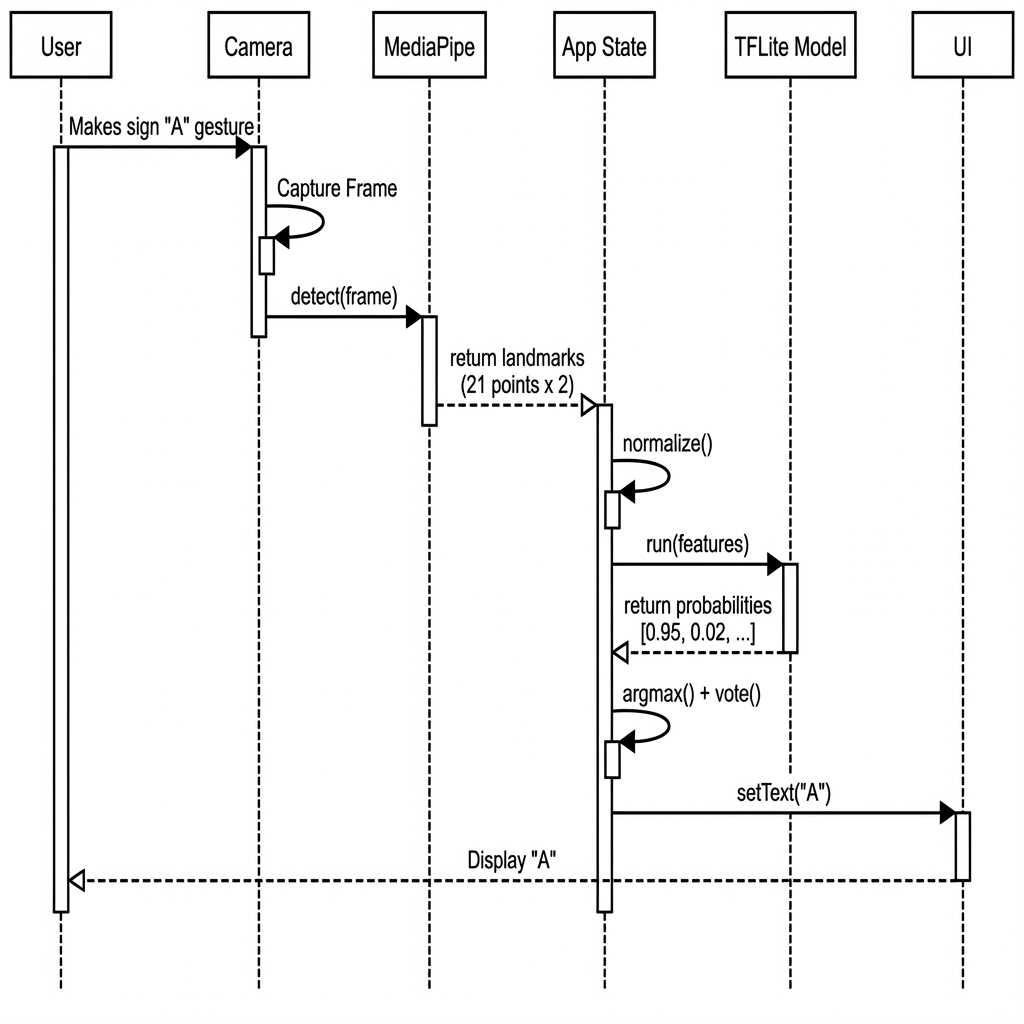 User
Camera
MediaPipe
App State
TFLite Model
UI
Makes sign "A" gesture
Capture Frame
detect(frame)
return landmarks
(21 points x 2)
normalize()
run(features)
return probabilities
[0.95, 0.02, ...]
argmax() + vote()
setText("A")
Display "A"